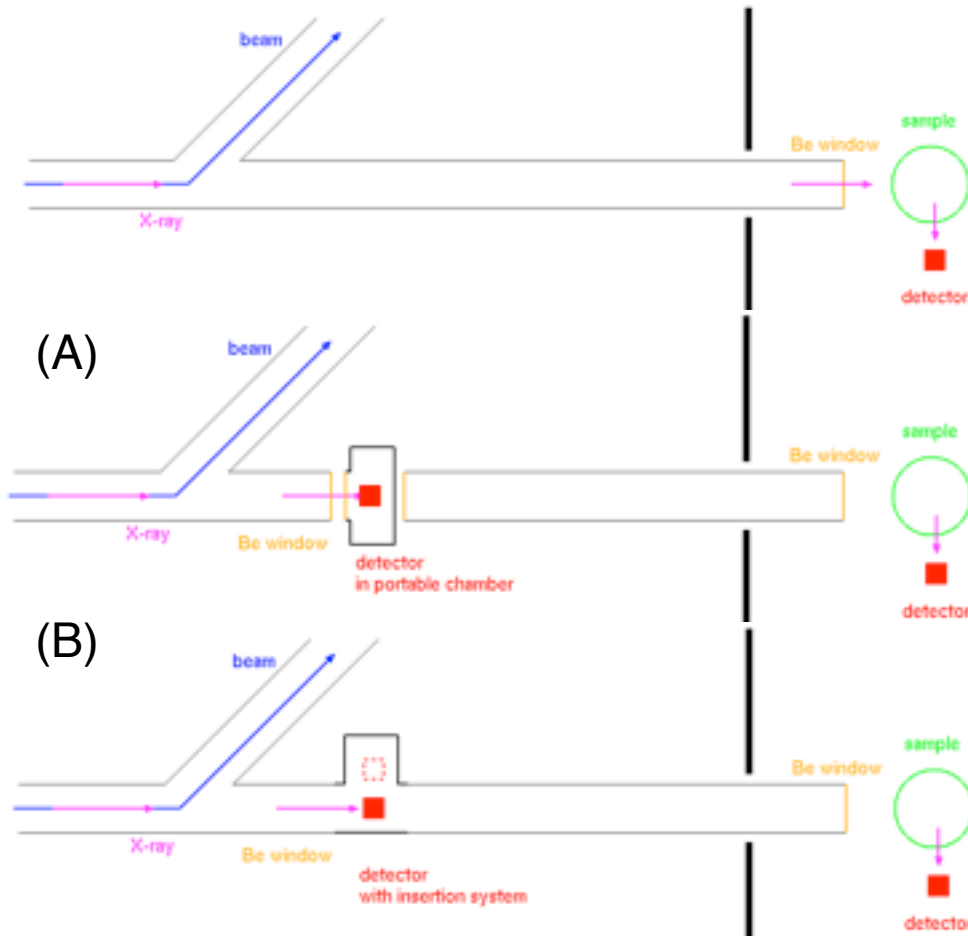 beam
sample
Be window
X-ray
detector
(A)
beam
sample
Be window
X-ray
Be window
detector
in portable chamber
detector
(B)
beam
sample
Be window
X-ray
Be window
detector
with insertion system
detector